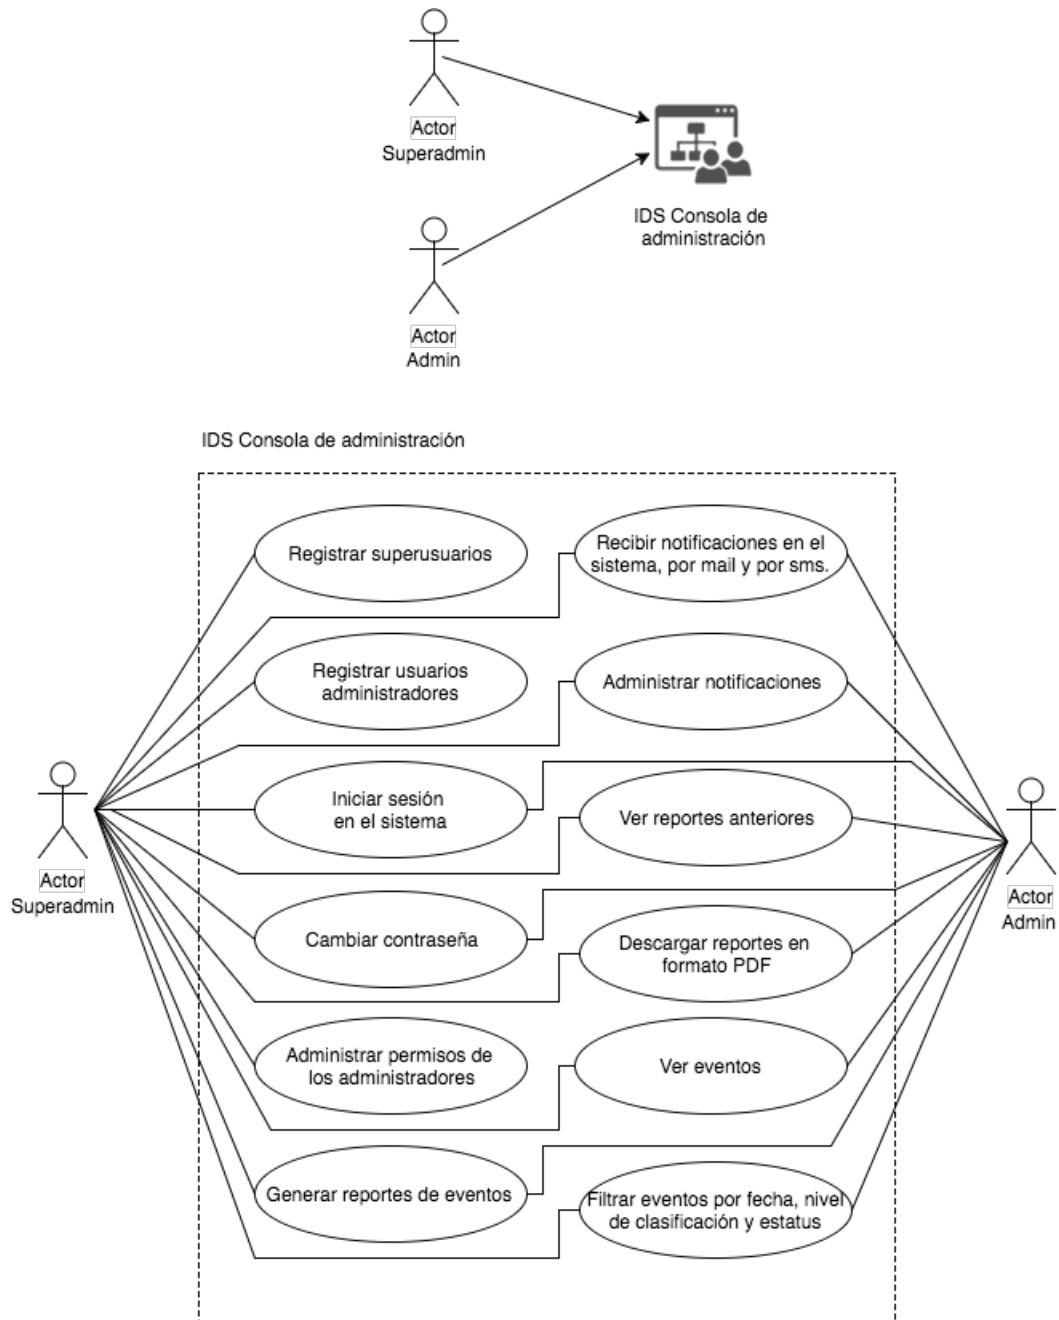 Actor
Superadmin
IDS Consola de
administración
Actor
Admin
IDS Consola de administración
Registrar superusuarios
Recibir notificaciones en el
sistema, por mail y por sms.
Registrar usuarios
administradores
Administrar notificaciones
Iniciar sesión
en el sistema
Ver reportes anteriores
Actor
Superadmin
Actor
Admin
Cambiar contraseña
Descargar reportes en
formato PDF
Administrar permisos de
los administradores
Ver eventos
Generar reportes de eventos
Filtrar eventos por fecha, nivel
de clasificación y estatus